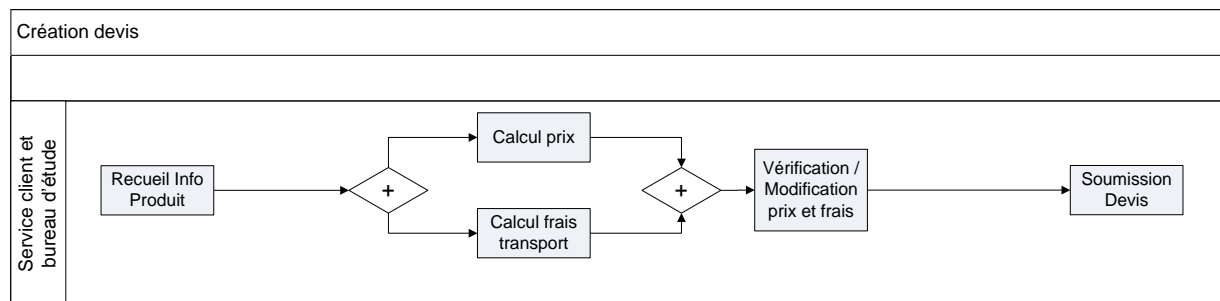 Création devis
Service client et
bureau d'étude
Recueil Info
Produit
+
Calcul prix
Calcul frais
transport
+
Vérification /
Modification
prix et frais
Soumission
Devis